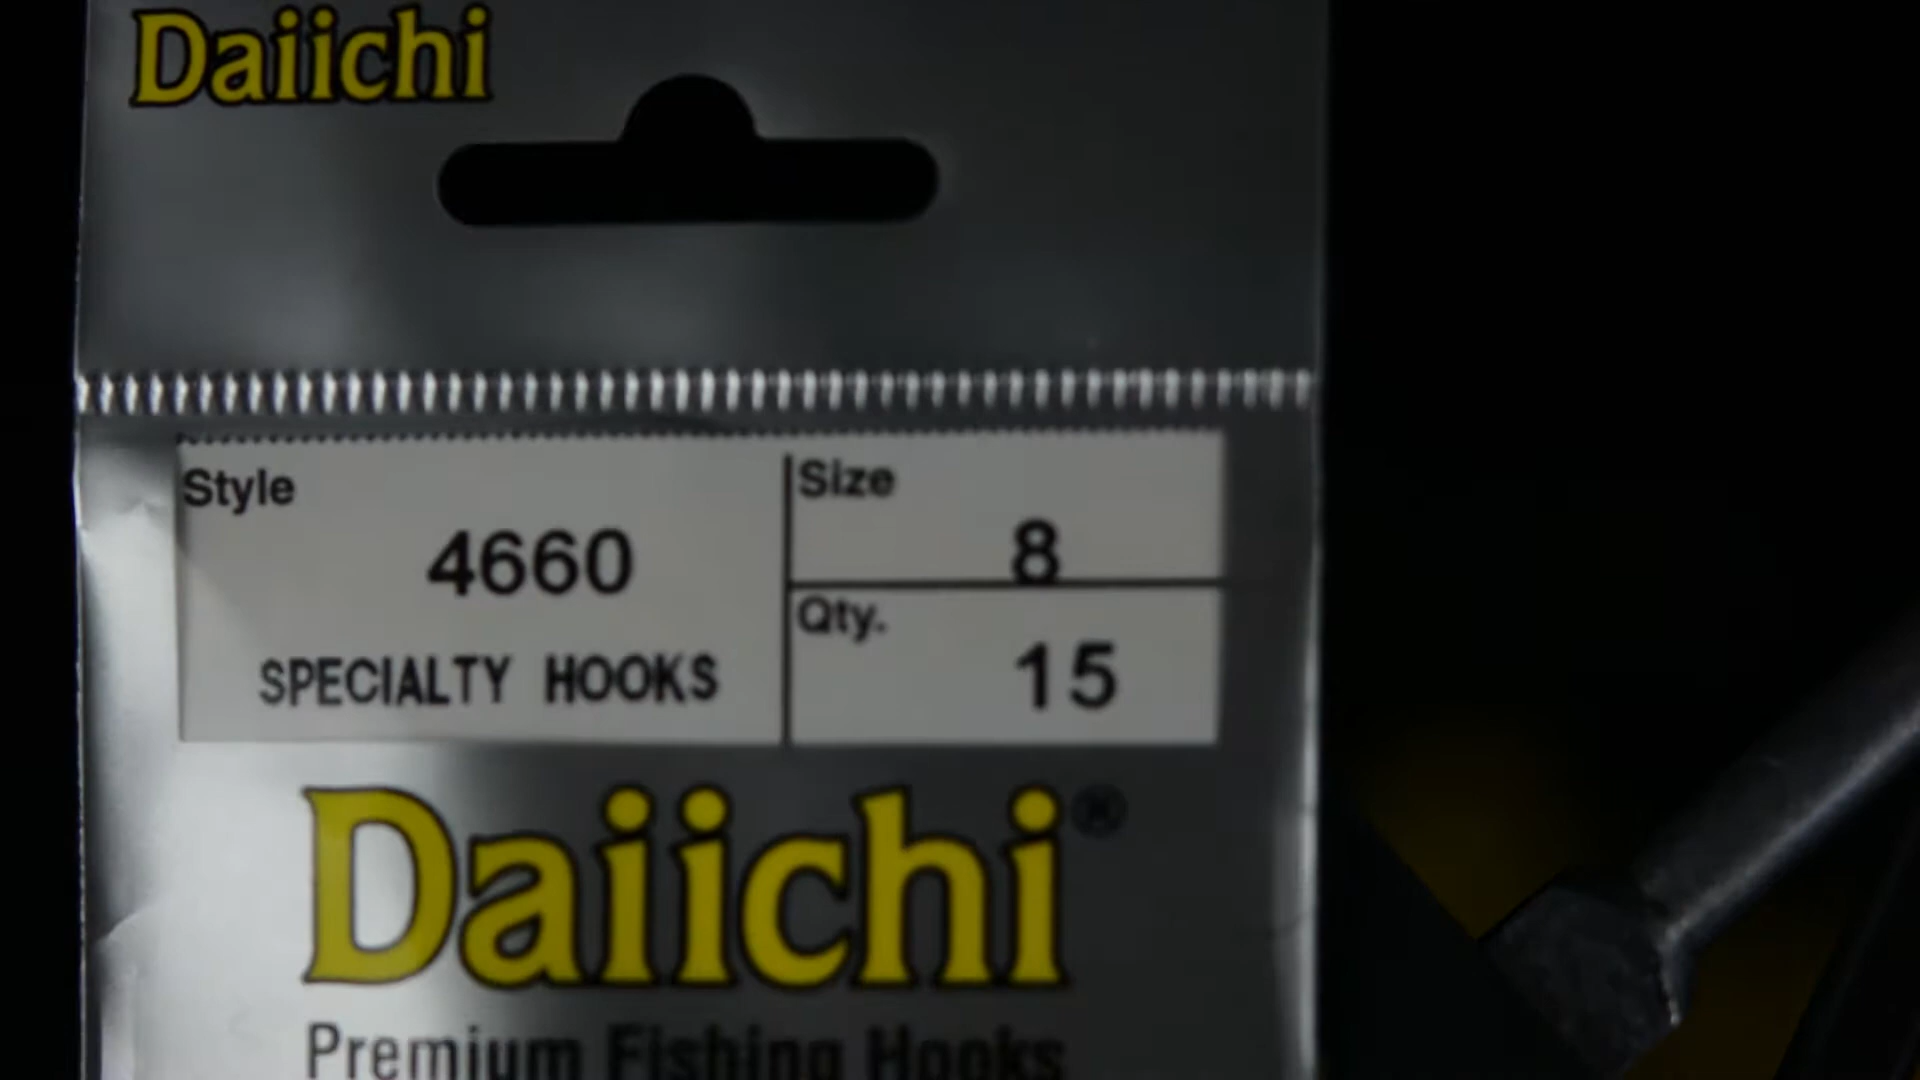 Daiichi
Style
4660
SPECIALTY HOOKS
Size
8
Qty.
15
Daiichi®
Premium Fishing Hooks